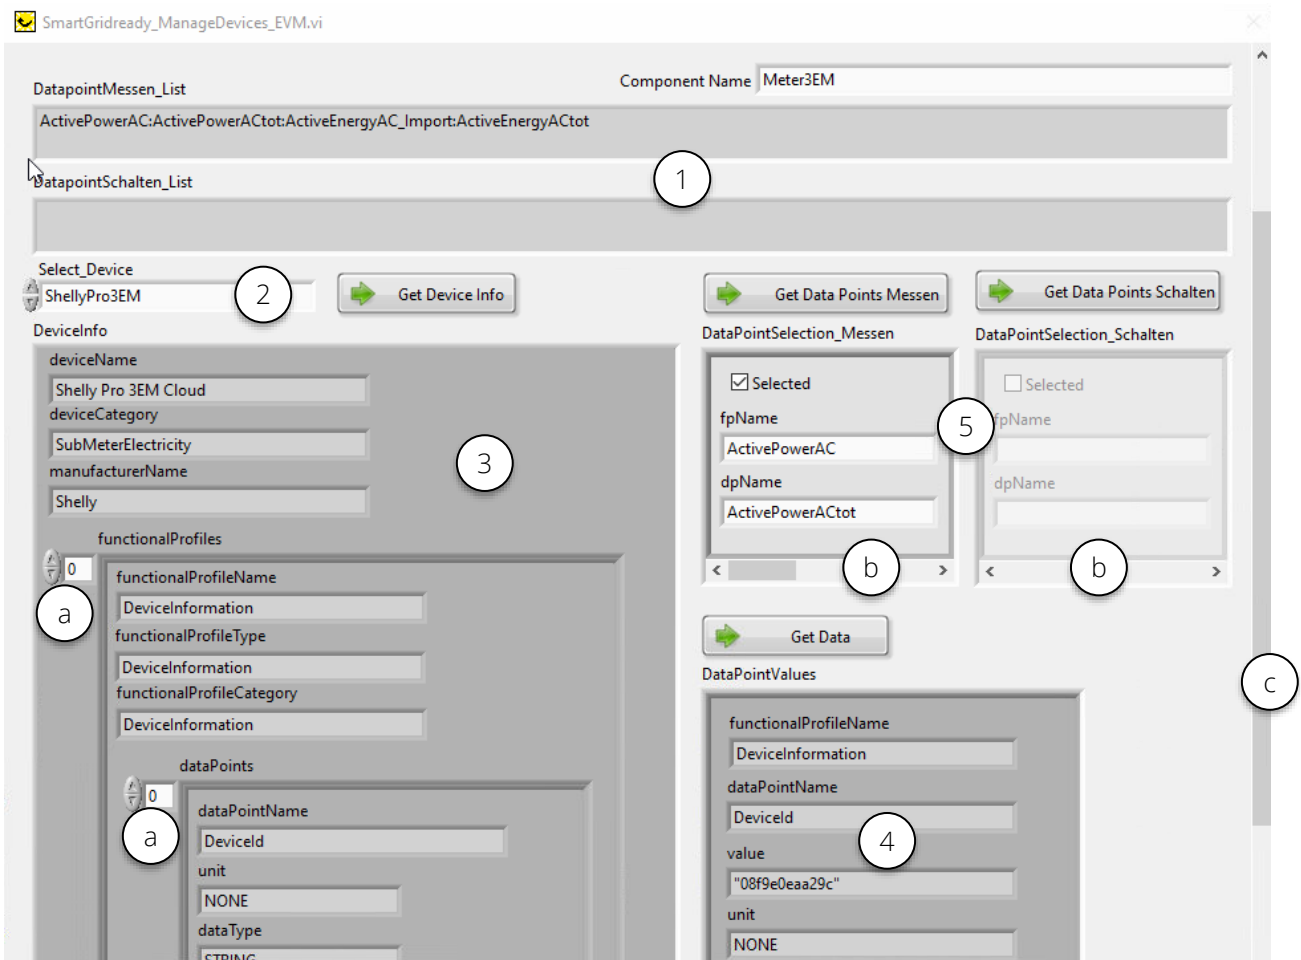 SmartGridready_ManageDevices_EVM.vi
Component Name Meter3EM
DatapointMessen_List
ActivePowerAC:ActivePowerACtot:ActiveEnergyAC_Import:ActiveEnergyACtot
1
DatapointSchalten_List
Select_Device
ShellyPro3EM
2
Get Device Info
Get Data Points Messen
Get Data Points Schalten
DeviceInfo
deviceName
Shelly Pro 3EM Cloud
deviceCategory
SubMeterElectricity
manufacturerName
Shelly
3
functionalProfiles
0
a
functionalProfileName
DeviceInformation
functionalProfileType
DeviceInformation
functionalProfileCategory
DeviceInformation
dataPoints
0
a
dataPointName
DeviceId
unit
NONE
dataType
STRING
DataPointSelection_Messen
Selected
fpName
ActivePowerAC
dpName
ActivePowerACtot
b
5
DataPointSelection_Schalten
Selected
fpName
dpName
b
Get Data
DataPointValues
functionalProfileName
DeviceInformation
dataPointName
DeviceId
4
value
"08f9e0eaa29c"
unit
NONE
c